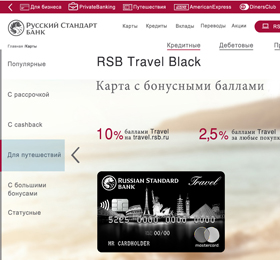 Для бизнеса PrivateBanking Путешествия AmericanExpress DinersClub
РУССКИЙ СТАНДАРТ
БАНК
Карты Кредиты Вклады Переводы Акции RS
Главная Карты
Кредитные Дебетовые
Популярные
С рассрочкой
С cashback
Для путешествий
С большими
бонусами
Статусные
RSB Travel Black
Карта с бонусными баллами
10% баллами Travel
на travel.rsb.ru
2,5% баллами Travel
за любые покупки
RUSSIAN STANDARD
BANK
Travel
MR CARDHOLDER
mastercard